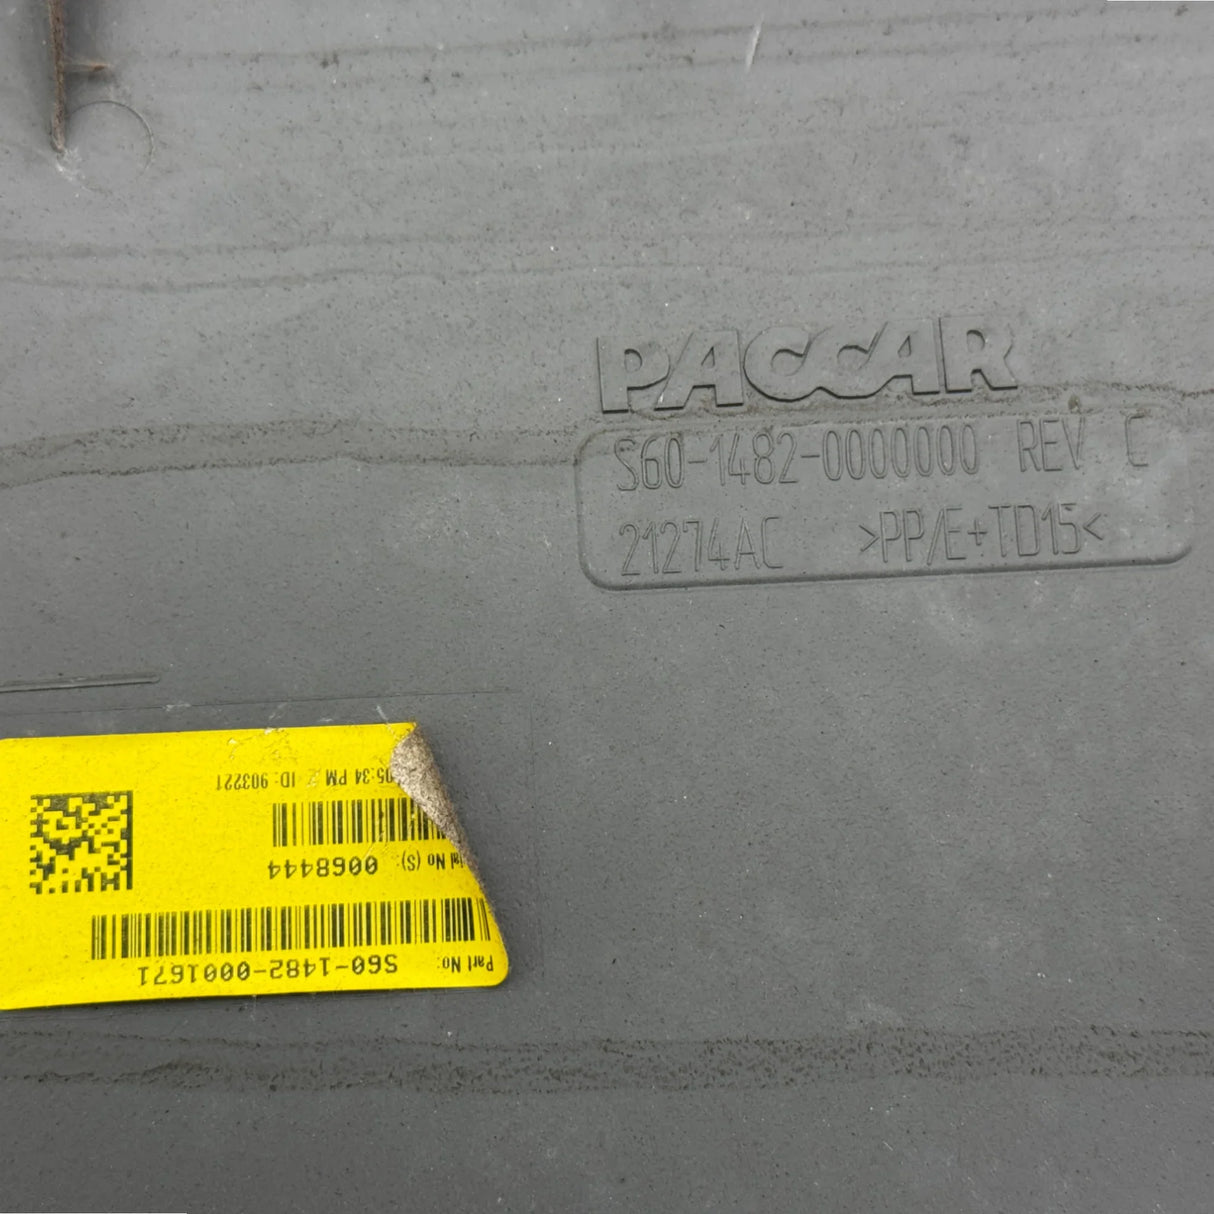 PACCAR
S60-1482-0000000 REV C
21274AC >PP/E+TD15<
Part No: S60-1482-0001671
No (S): 0068444
05:34 PM ID: 903221